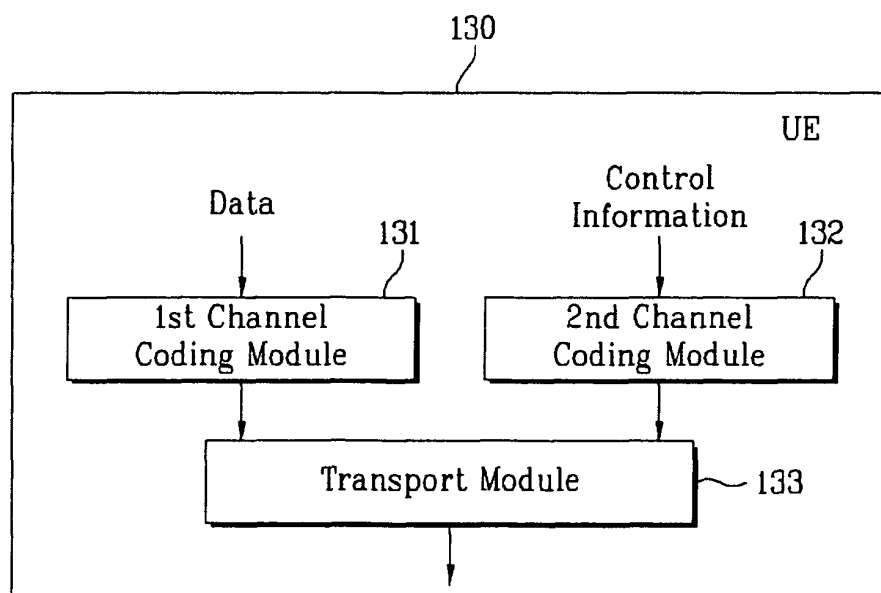 130
UE
Data
Control
Information
131
132
1st Channel
Coding Module
2nd Channel
Coding Module
Transport Module
133